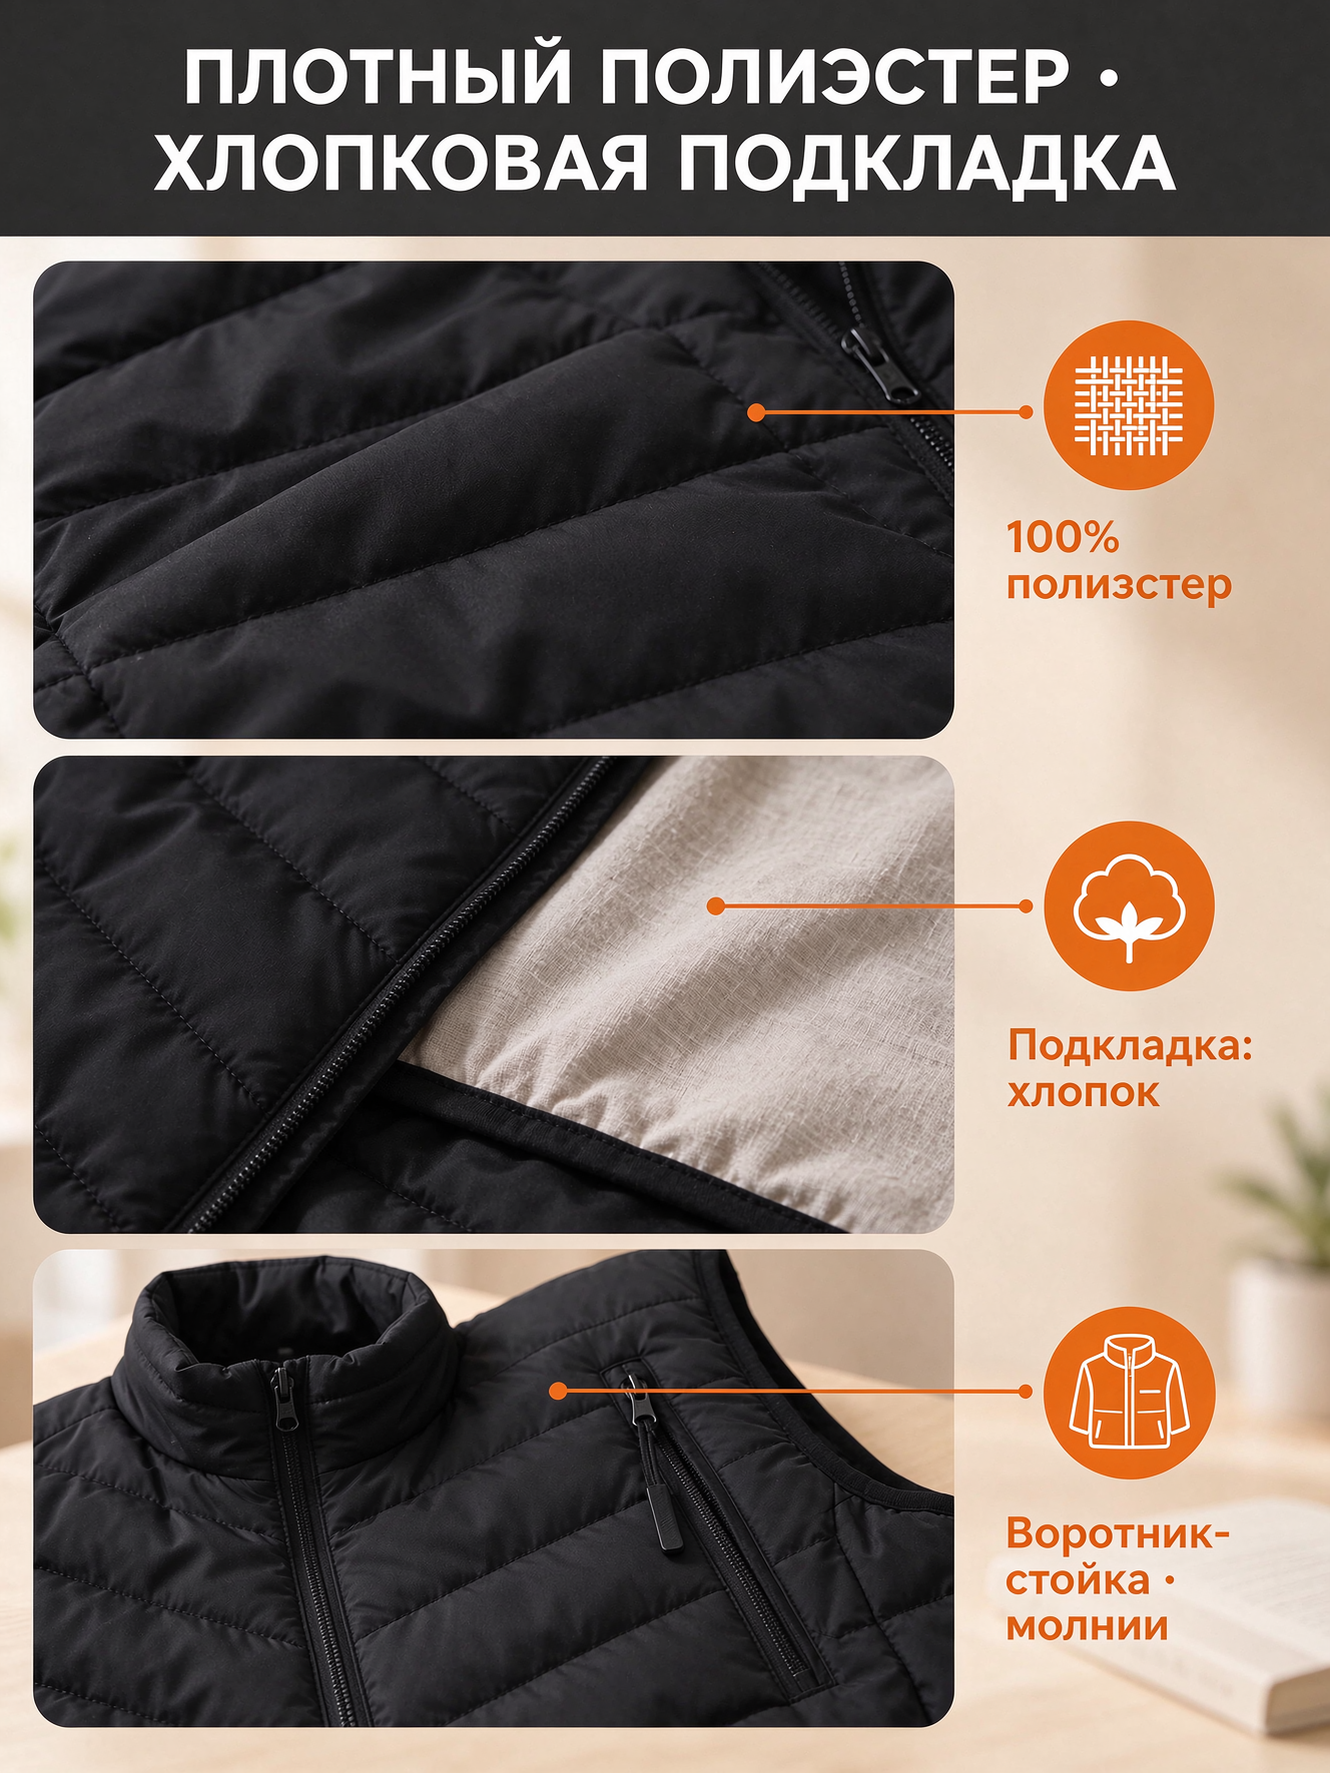 ПЛОТНЫЙ ПОЛИЭСТЕР •
ХЛОПКОВАЯ ПОДКЛАДКА
100%
полизстер
Подкладка:
хлопок
Воротник-
стойка •
молнии